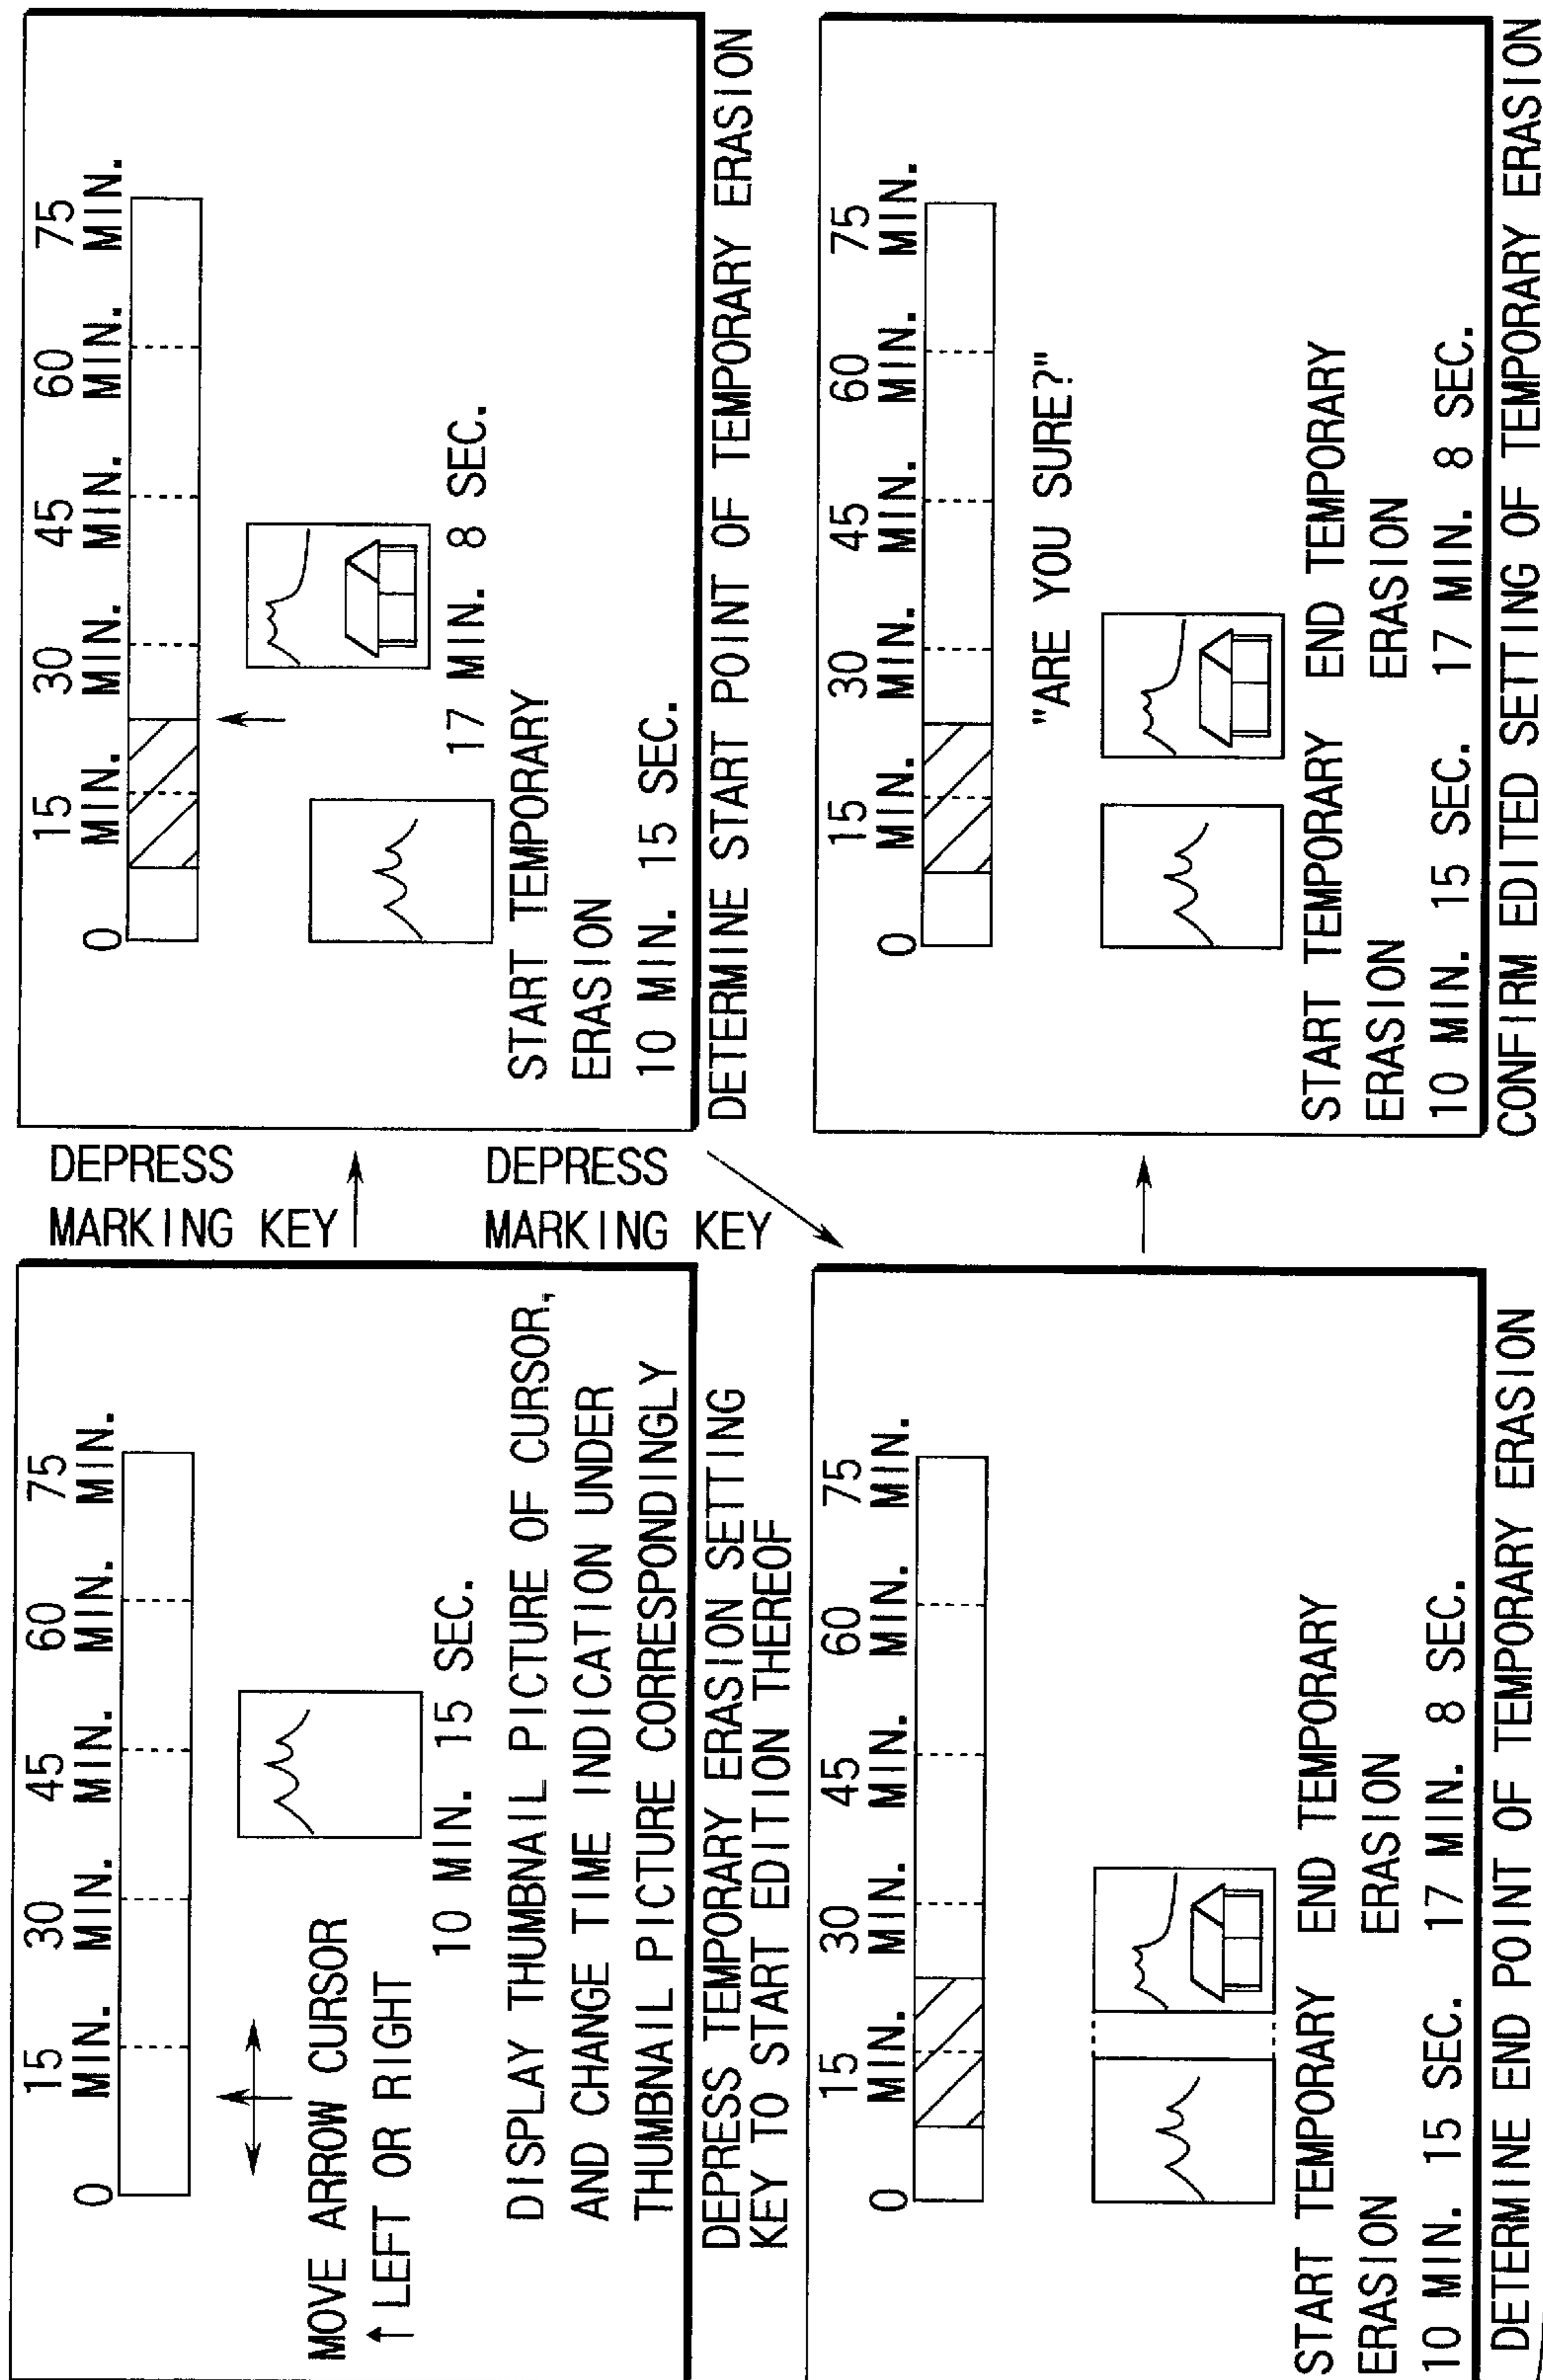 0
15 MIN.
30 MIN.
45 MIN.
60 MIN.
75 MIN.
MOVE ARROW CURSOR
↑ LEFT OR RIGHT
10 MIN. 15 SEC.
DISPLAY THUMBNAIL PICTURE OF CURSOR,
AND CHANGE TIME INDICATION UNDER
THUMBNAIL PICTURE CORRESPONDINGLY
DEPRESS TEMPORARY ERASION SETTING
KEY TO START EDITION THEREOF
DEPRESS
MARKING KEY
0
15 MIN.
30 MIN.
45 MIN.
60 MIN.
75 MIN.
17 MIN. 8 SEC.
START TEMPORARY
ERASION
10 MIN. 15 SEC.
DETERMINE START POINT OF TEMPORARY ERASION
DEPRESS
MARKING KEY
0
15 MIN.
30 MIN.
45 MIN.
60 MIN.
75 MIN.
START TEMPORARY END TEMPORARY
ERASION ERASION
10 MIN. 15 SEC. 17 MIN. 8 SEC.
DETERMINE END POINT OF TEMPORARY ERASION
0
15 MIN.
30 MIN.
45 MIN.
60 MIN.
75 MIN.
"ARE YOU SURE?"
START TEMPORARY END TEMPORARY
ERASION ERASION
10 MIN. 15 SEC. 17 MIN. 8 SEC.
CONFIRM EDITED SETTING OF TEMPORARY ERASION